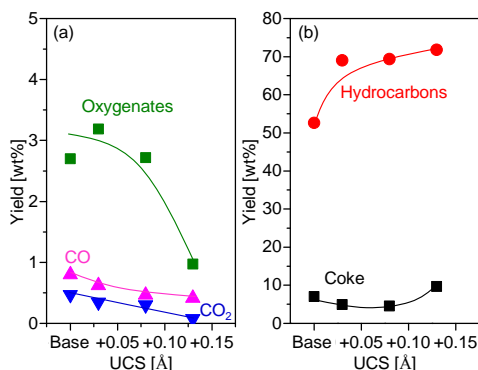 (a)
Oxygenates
CO
CO2
5
4
3
2
1
0
Yield [wt%]
Base +0.05 +0.10 +0.15
UCS [Å]
(b)
Hydrocarbons
Coke
80
70
60
50
40
30
20
10
0
Yield [wt%]
Base +0.05 +0.10 +0.15
UCS [Å]